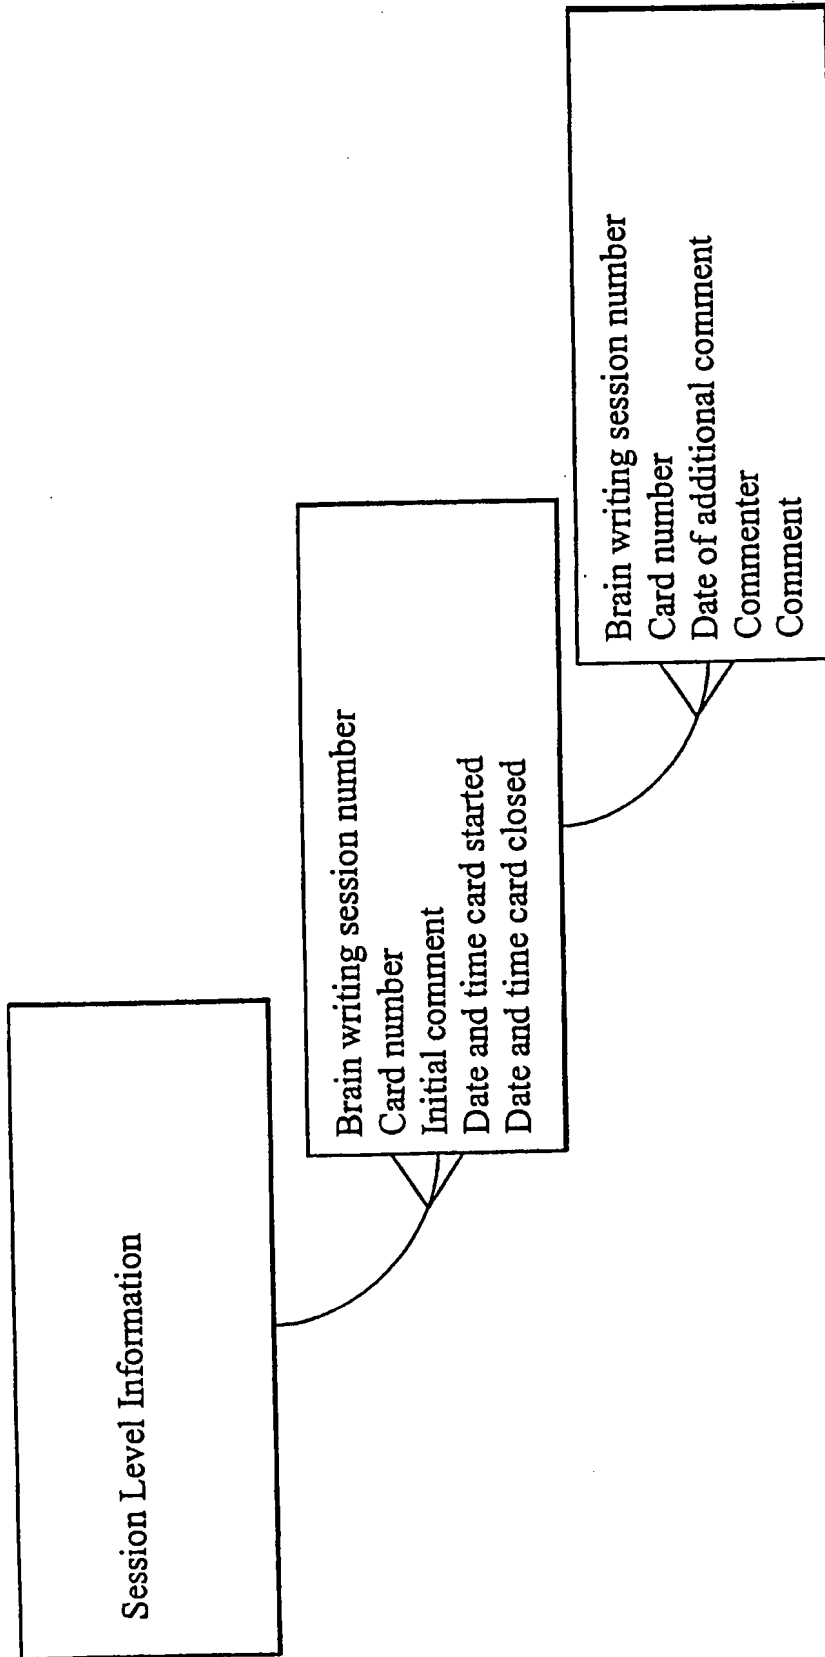 Session Level Information
Brain writing session number
Card number
Initial comment
Date and time card started
Date and time card closed
Brain writing session number
Card number
Date of additional comment
Commenter
Comment